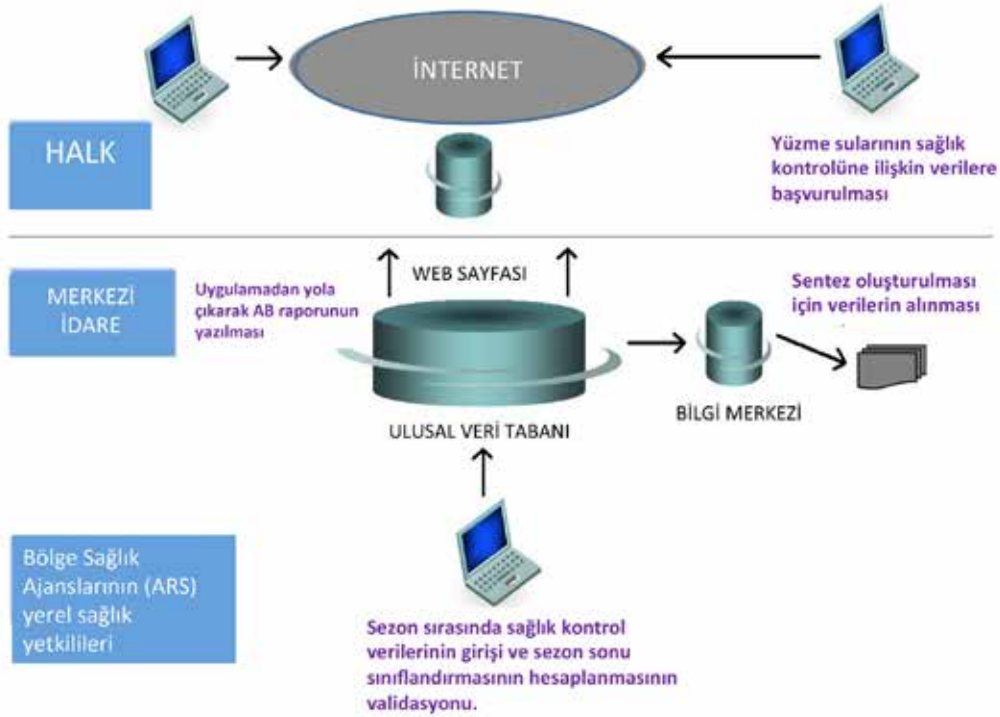 İNTERNET
HALK
Yüzme sularının sağlık
kontrolüne ilişkin verilere
başvurulması
MERKEZİ
İDARE
Uygulamadan yola
çıkarak AB raporunun
yazılması
WEB SAYFASI
Sentez oluşturulması
için verilerin alınması
ULUSAL VERİ TABANI
BİLGİ MERKEZİ
Bölge Sağlık
Ajanslarının (ARS)
yerel sağlık
yetkilileri
Sezon sırasında sağlık kontrol
verilerinin girişi ve sezon sonu
sınıflandırmasının hesaplanmasının
validasyonu.